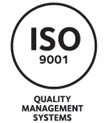 ISO
9001
QUALITY
MANAGEMENT
SYSTEMS